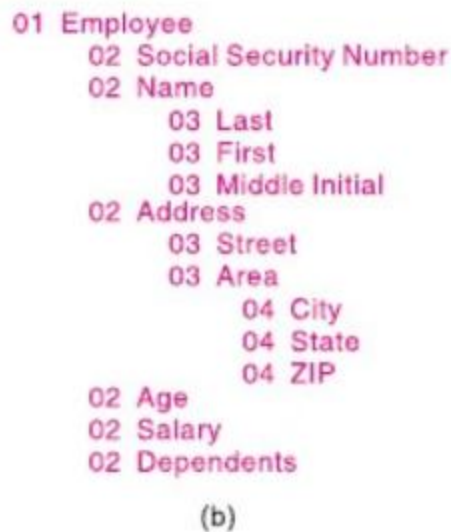 01 Employee
02 Social Security Number
02 Name
03 Last
03 First
03 Middle Initial
02 Address
03 Street
03 Area
04 City
04 State
04 ZIP
02 Age
02 Salary
02 Dependents
(b)